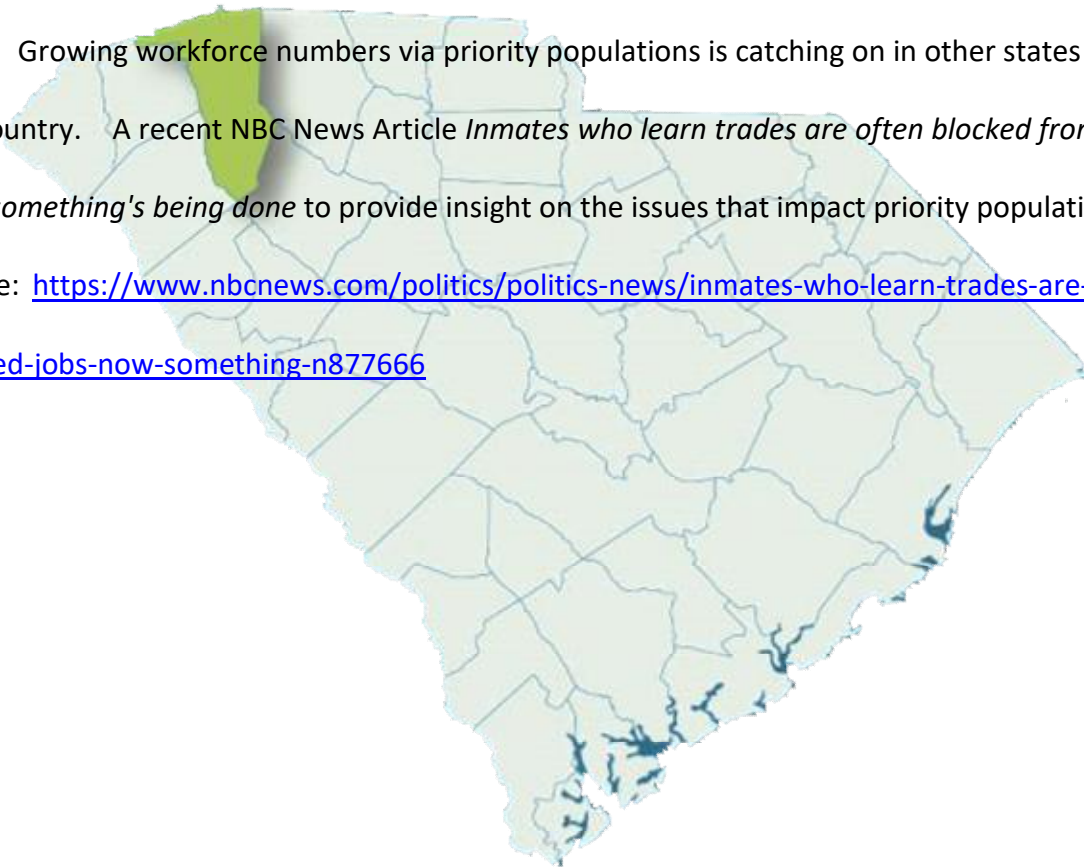 Growing workforce numbers via priority populations is catching on in other states
ountry. A recent NBC News Article Inmates who learn trades are often blocked from
something's being done to provide insight on the issues that impact priority populati
e: https://www.nbcnews.com/politics/politics-news/inmates-who-learn-trades-are-
ed-jobs-now-something-n877666